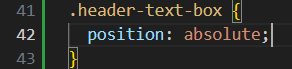 41 .header-text-box {
42 position: absolute;
43 }